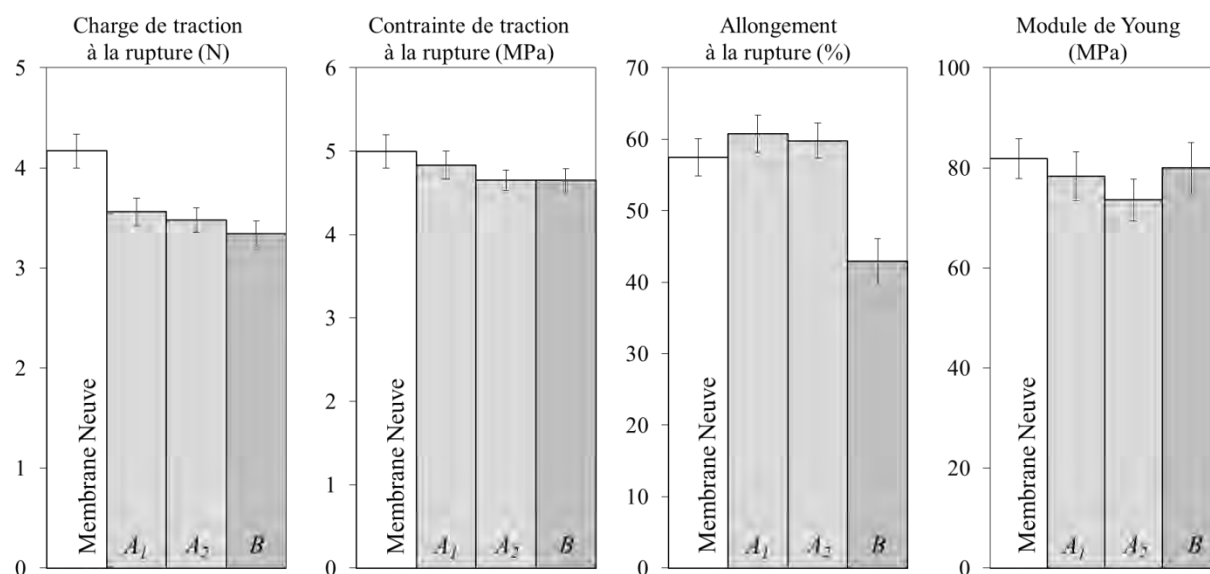 Charge de traction
à la rupture (N)
5
4
3
2
1
0
Membrane Neuve
A1
A2
B
Contrainte de traction
à la rupture (MPa)
6
5
4
3
2
1
0
Membrane Neuve
A1
A2
B
Allongement
à la rupture (%)
70
60
50
40
30
20
10
0
Membrane Neuve
A1
A2
B
Module de Young
(MPa)
100
80
60
40
20
0
Membrane Neuve
A1
A2
B